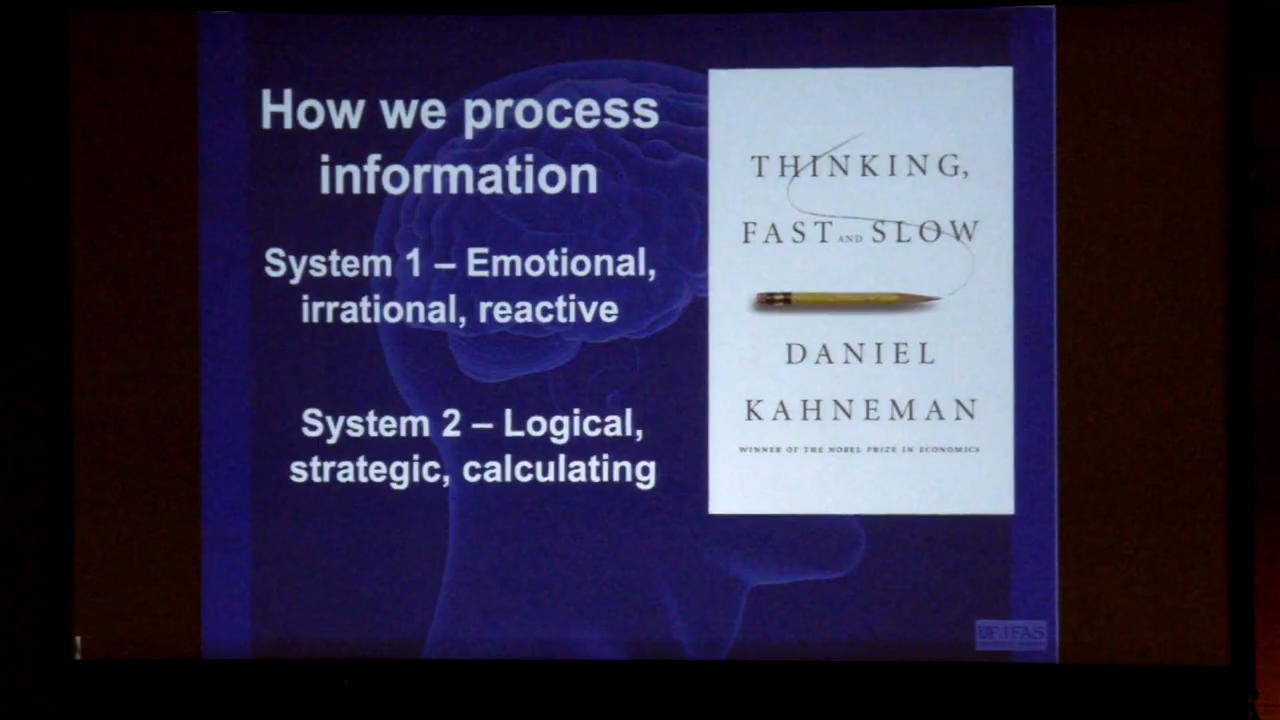 How we process
information
System 1 – Emotional,
irrational, reactive
System 2 – Logical,
strategic, calculating
THINKING,
FAST AND SLOW
DANIEL
KAHNEMAN
WINNER OF THE NOBEL PRIZE IN ECONOMICS
UF IFAS